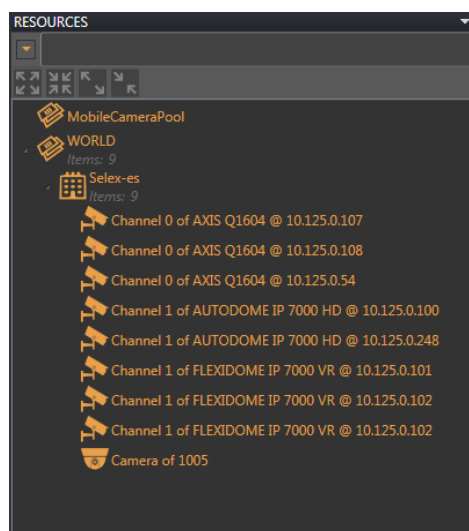 RESOURCES
MobileCameraPool
WORLD
Items: 9
Selex-es
Items: 9
Channel 0 of AXIS Q1604 @ 10.125.0.107
Channel 0 of AXIS Q1604 @ 10.125.0.108
Channel 0 of AXIS Q1604 @ 10.125.0.54
Channel 1 of AUTODOME IP 7000 HD @ 10.125.0.100
Channel 1 of AUTODOME IP 7000 HD @ 10.125.0.248
Channel 1 of FLEXIDOME IP 7000 VR @ 10.125.0.101
Channel 1 of FLEXIDOME IP 7000 VR @ 10.125.0.102
Channel 1 of FLEXIDOME IP 7000 VR @ 10.125.0.102
Camera of 1005